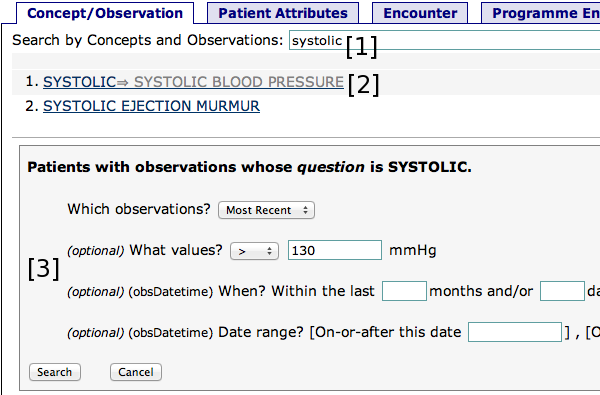 Concept/Observation Patient Attributes Encounter Programme En
Search by Concepts and Observations: systolic [1]
1. SYSTOLIC⇒ SYSTOLIC BLOOD PRESSURE [2]
2. SYSTOLIC EJECTION MURMUR
Patients with observations whose question is SYSTOLIC.
Which observations? Most Recent
(optional) What values? > 130 mmHg
[3]
(optional) (obsDatetime) When? Within the last months and/or da
(optional) (obsDatetime) Date range? [On-or-after this date ] , [O
Search Cancel